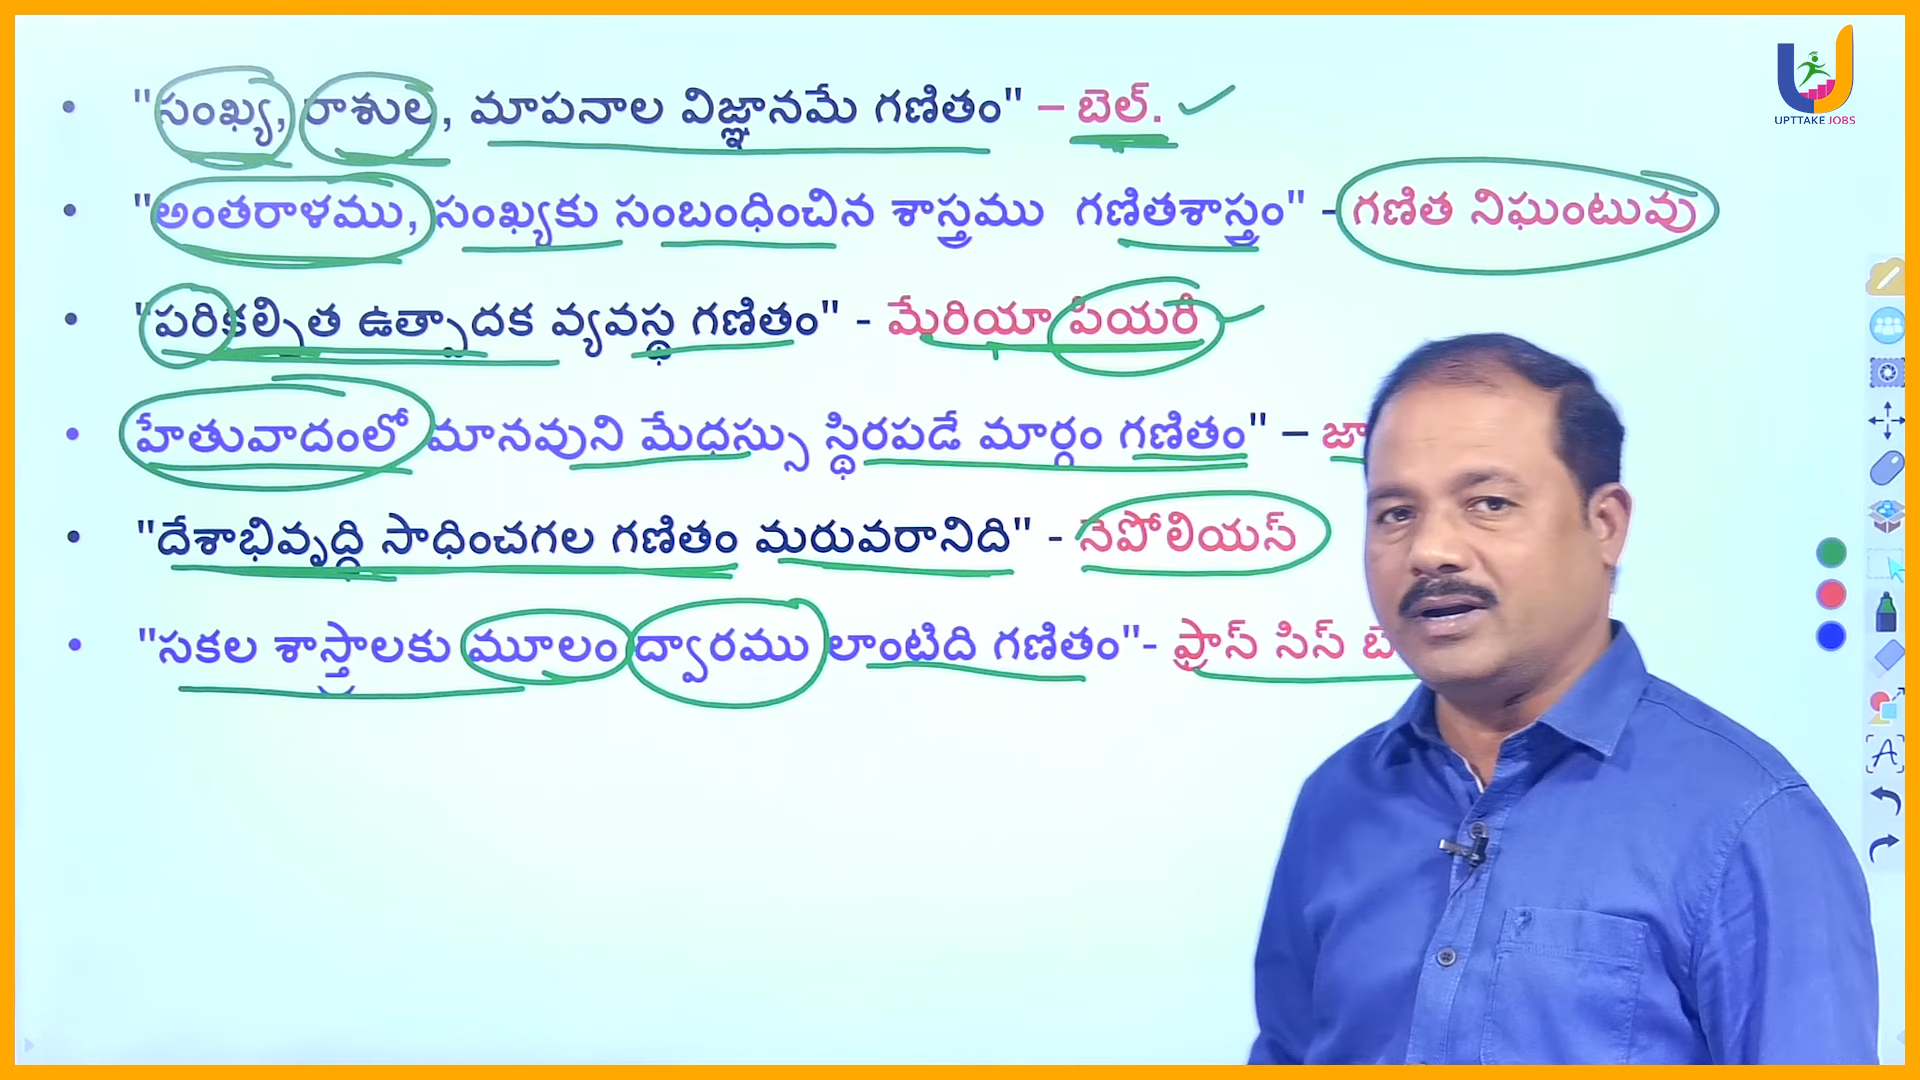 • "సంఖ్య, రాశుల, మాపనాల విజ్ఞానమే గణితం" – బెల్.
• "అంతరాళము, సంఖ్యకు సంబంధించిన శాస్త్రము గణితశాస్త్రం" - గణిత నిఘంటువు
• "పరికల్పిత ఉత్పాదక వ్యవస్థ గణితం" - మేరియా పియరి
• హేతువాదంలో మానవుని మేధస్సు స్థిరపడే మార్గం గణితం" –
• "దేశాభివృద్ధి సాధించగల గణితం మరువరానిది" - నెపోలియస్
• "సకల శాస్త్రాలకు మూలం ద్వారము లాంటిది గణితం"- ఫ్రాన్ సిస్
UPTTAKE JOBS